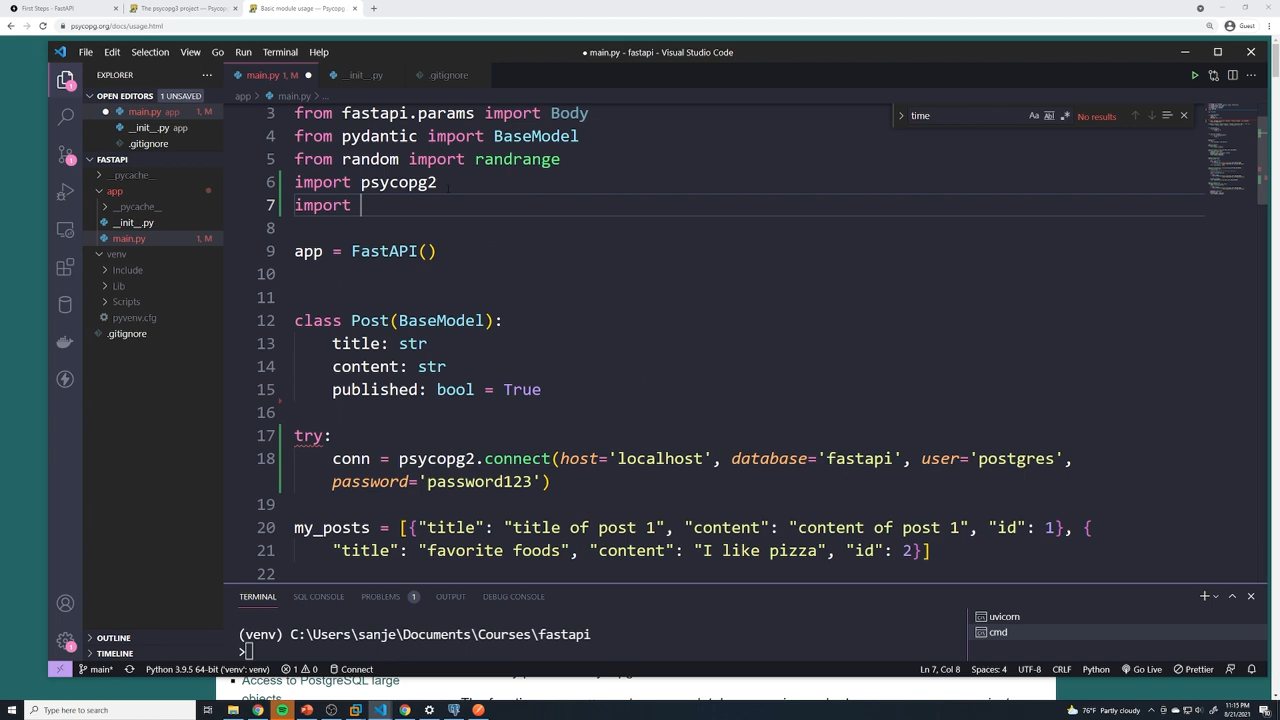 First Steps - FastAPI
The psycopg3 project — Psycopg
Basic module usage — Psycopg
psycopg.org/docs/usage.html
Guest
File Edit Selection View Go Run Terminal Help
● main.py - fastapi - Visual Studio Code
EXPLORER
main.py 1, M
__init__.py
.gitignore
OPEN EDITORS 1 UNSAVED
main.py app 1, M
__init__.py app
.gitignore
FASTAPI
__pycache__
app
__pycache__
__init__.py
main.py 1, M
venv
Include
Lib
Scripts
pyvenv.cfg
.gitignore
OUTLINE
TIMELINE
app > main.py > ...
time
No results
3 from fastapi.params import Body
4 from pydantic import BaseModel
5 from random import randrange
6 import psycopg2
7 import
8
9 app = FastAPI()
10
11
12 class Post(BaseModel):
13 title: str
14 content: str
15 published: bool = True
16
17 try:
18 conn = psycopg2.connect(host='localhost', database='fastapi', user='postgres',
password='password123')
19
20 my_posts = [{"title": "title of post 1", "content": "content of post 1", "id": 1}, {
21 "title": "favorite foods", "content": "I like pizza", "id": 2}]
22
TERMINAL SQL CONSOLE PROBLEMS 1 OUTPUT DEBUG CONSOLE
(venv) C:\Users\sanje\Documents\Courses\fastapi
>
uvicorn
cmd
main* Python 3.9.5 64-bit ('venv': venv) 1 0 Connect
Ln 7, Col 8 Spaces: 4 UTF-8 CRLF Python Go Live Prettier
Access to PostgreSQL large
objects
Type here to search
76°F Partly cloudy
11:15 PM
8/21/2021